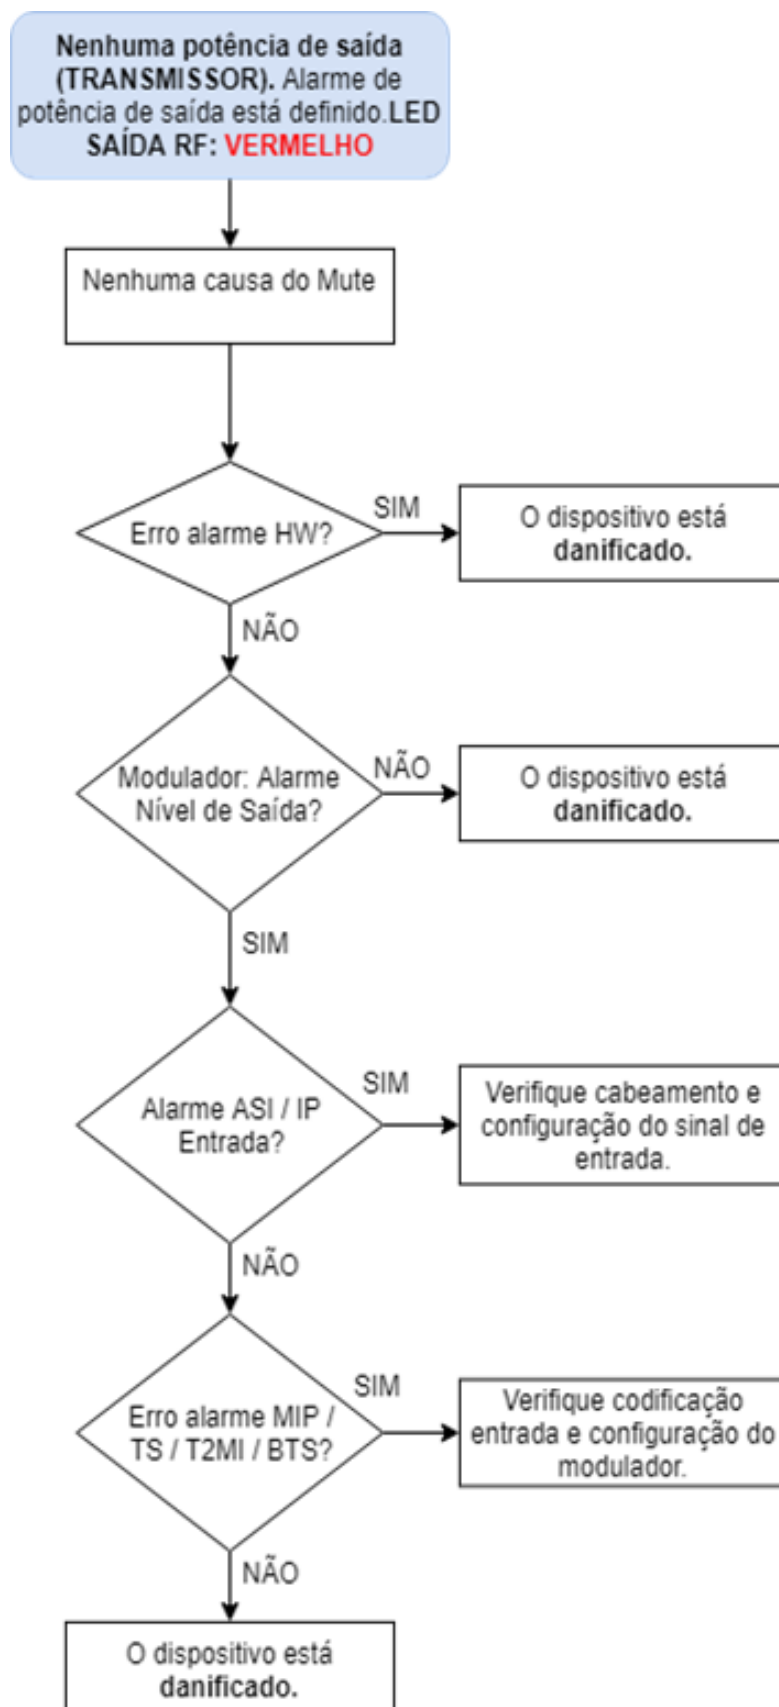 Nenhuma potência de saída
(TRANSMISSOR). Alarme de
potência de saída está definido.LED
SAÍDA RF: VERMELHO
Nenhuma causa do Mute
Erro alarme HW?
SIM
O dispositivo está
danificado.
NÃO
Modulador: Alarme
Nível de Saída?
NÃO
O dispositivo está
danificado.
SIM
Alarme ASI / IP
Entrada?
SIM
Verifique cabeamento e
configuração do sinal de
entrada.
NÃO
Erro alarme MIP /
TS / T2MI / BTS?
SIM
Verifique codificação
entrada e configuração do
modulador.
NÃO
O dispositivo está
danificado.